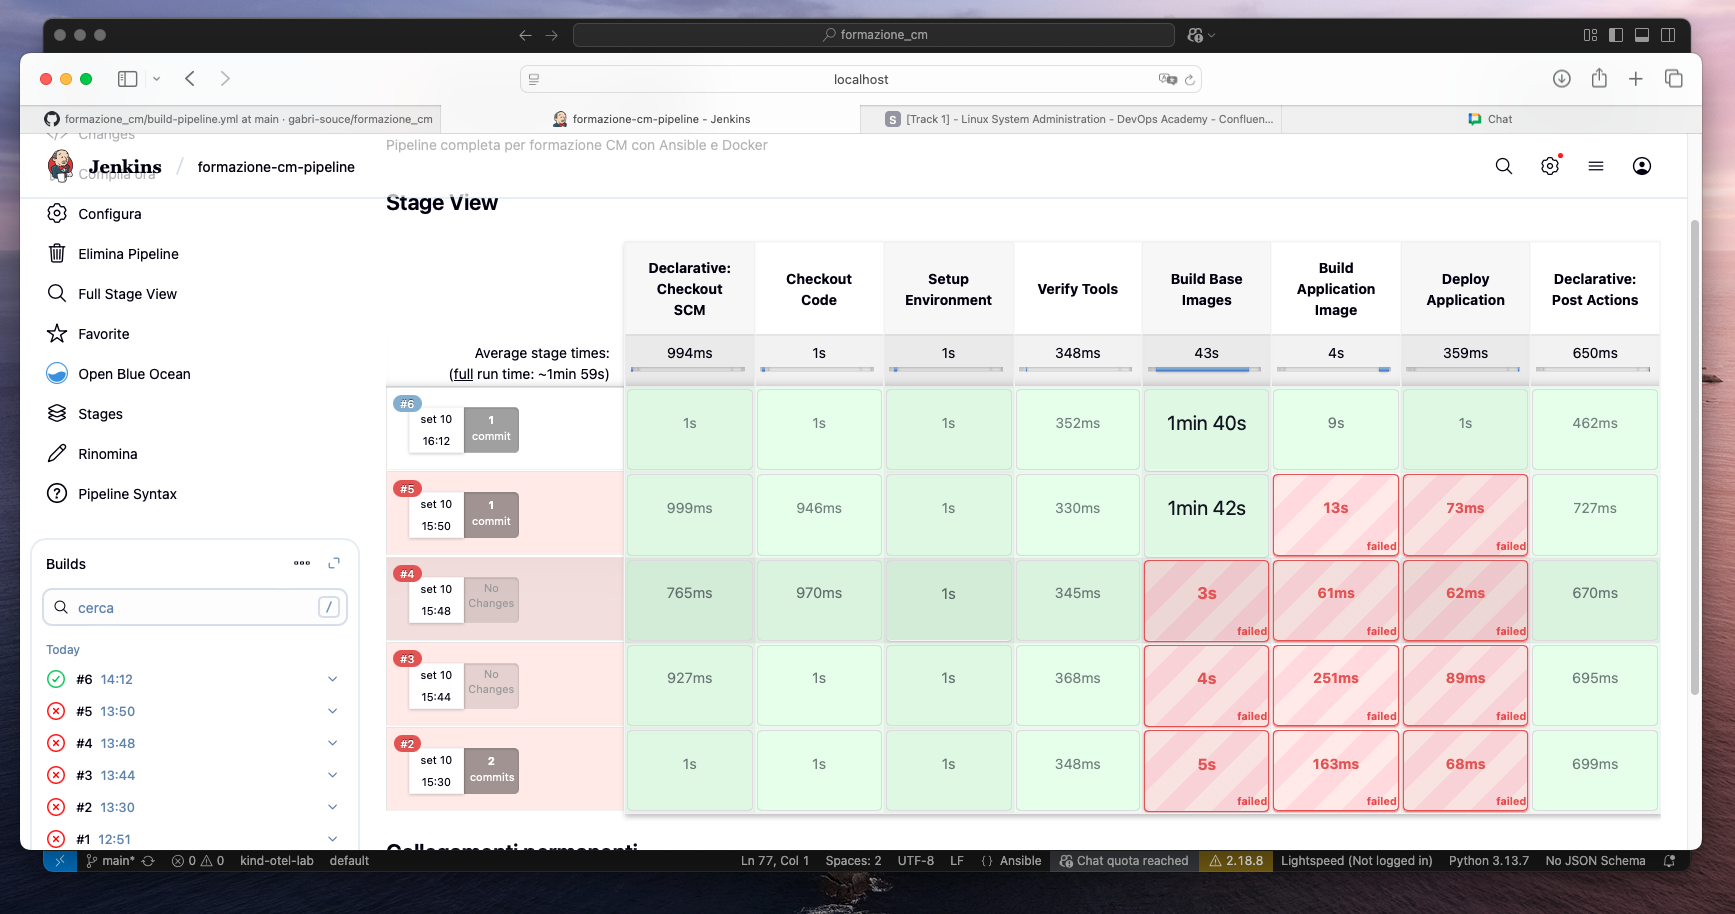 formazione_cm
localhost
formazione_cm/build-pipeline.yml at main · gabri-souce/formazione_cm
formazione-cm-pipeline - Jenkins
S [Track 1] - Linux System Administration - DevOps Academy - Confluen...
Chat
Changes
Pipeline completa per formazione CM con Ansible e Docker
Jenkins / formazione-cm-pipeline
Compila ora
Configura
Elimina Pipeline
Full Stage View
Favorite
Open Blue Ocean
Stages
Rinomina
Pipeline Syntax
Builds
cerca /
Today
#6 14:12
#5 13:50
#4 13:48
#3 13:44
#2 13:30
#1 12:51
Stage View
Declarative: Checkout SCM
Checkout Code
Setup Environment
Verify Tools
Build Base Images
Build Application Image
Deploy Application
Declarative: Post Actions
Average stage times:
(full run time: ~1min 59s)
994ms 1s 1s 348ms 43s 4s 359ms 650ms
#6
set 10 16:12
1 commit
1s 1s 1s 352ms 1min 40s 9s 1s 462ms
#5
set 10 15:50
1 commit
999ms 946ms 1s 330ms 1min 42s 13s 73ms 727ms
failed failed
#4
set 10 15:48
No Changes
765ms 970ms 1s 345ms 3s 61ms 62ms 670ms
failed failed failed
#3
set 10 15:44
No Changes
927ms 1s 1s 368ms 4s 251ms 89ms 695ms
failed failed failed
#2
set 10 15:30
2 commits
1s 1s 1s 348ms 5s 163ms 68ms 699ms
failed failed failed
Collegamenti permanenti
main* 0 0 kind-otel-lab default Ln 77, Col 1 Spaces: 2 UTF-8 LF {} Ansible Chat quota reached 2.18.8 Lightspeed (Not logged in) Python 3.13.7 No JSON Schema